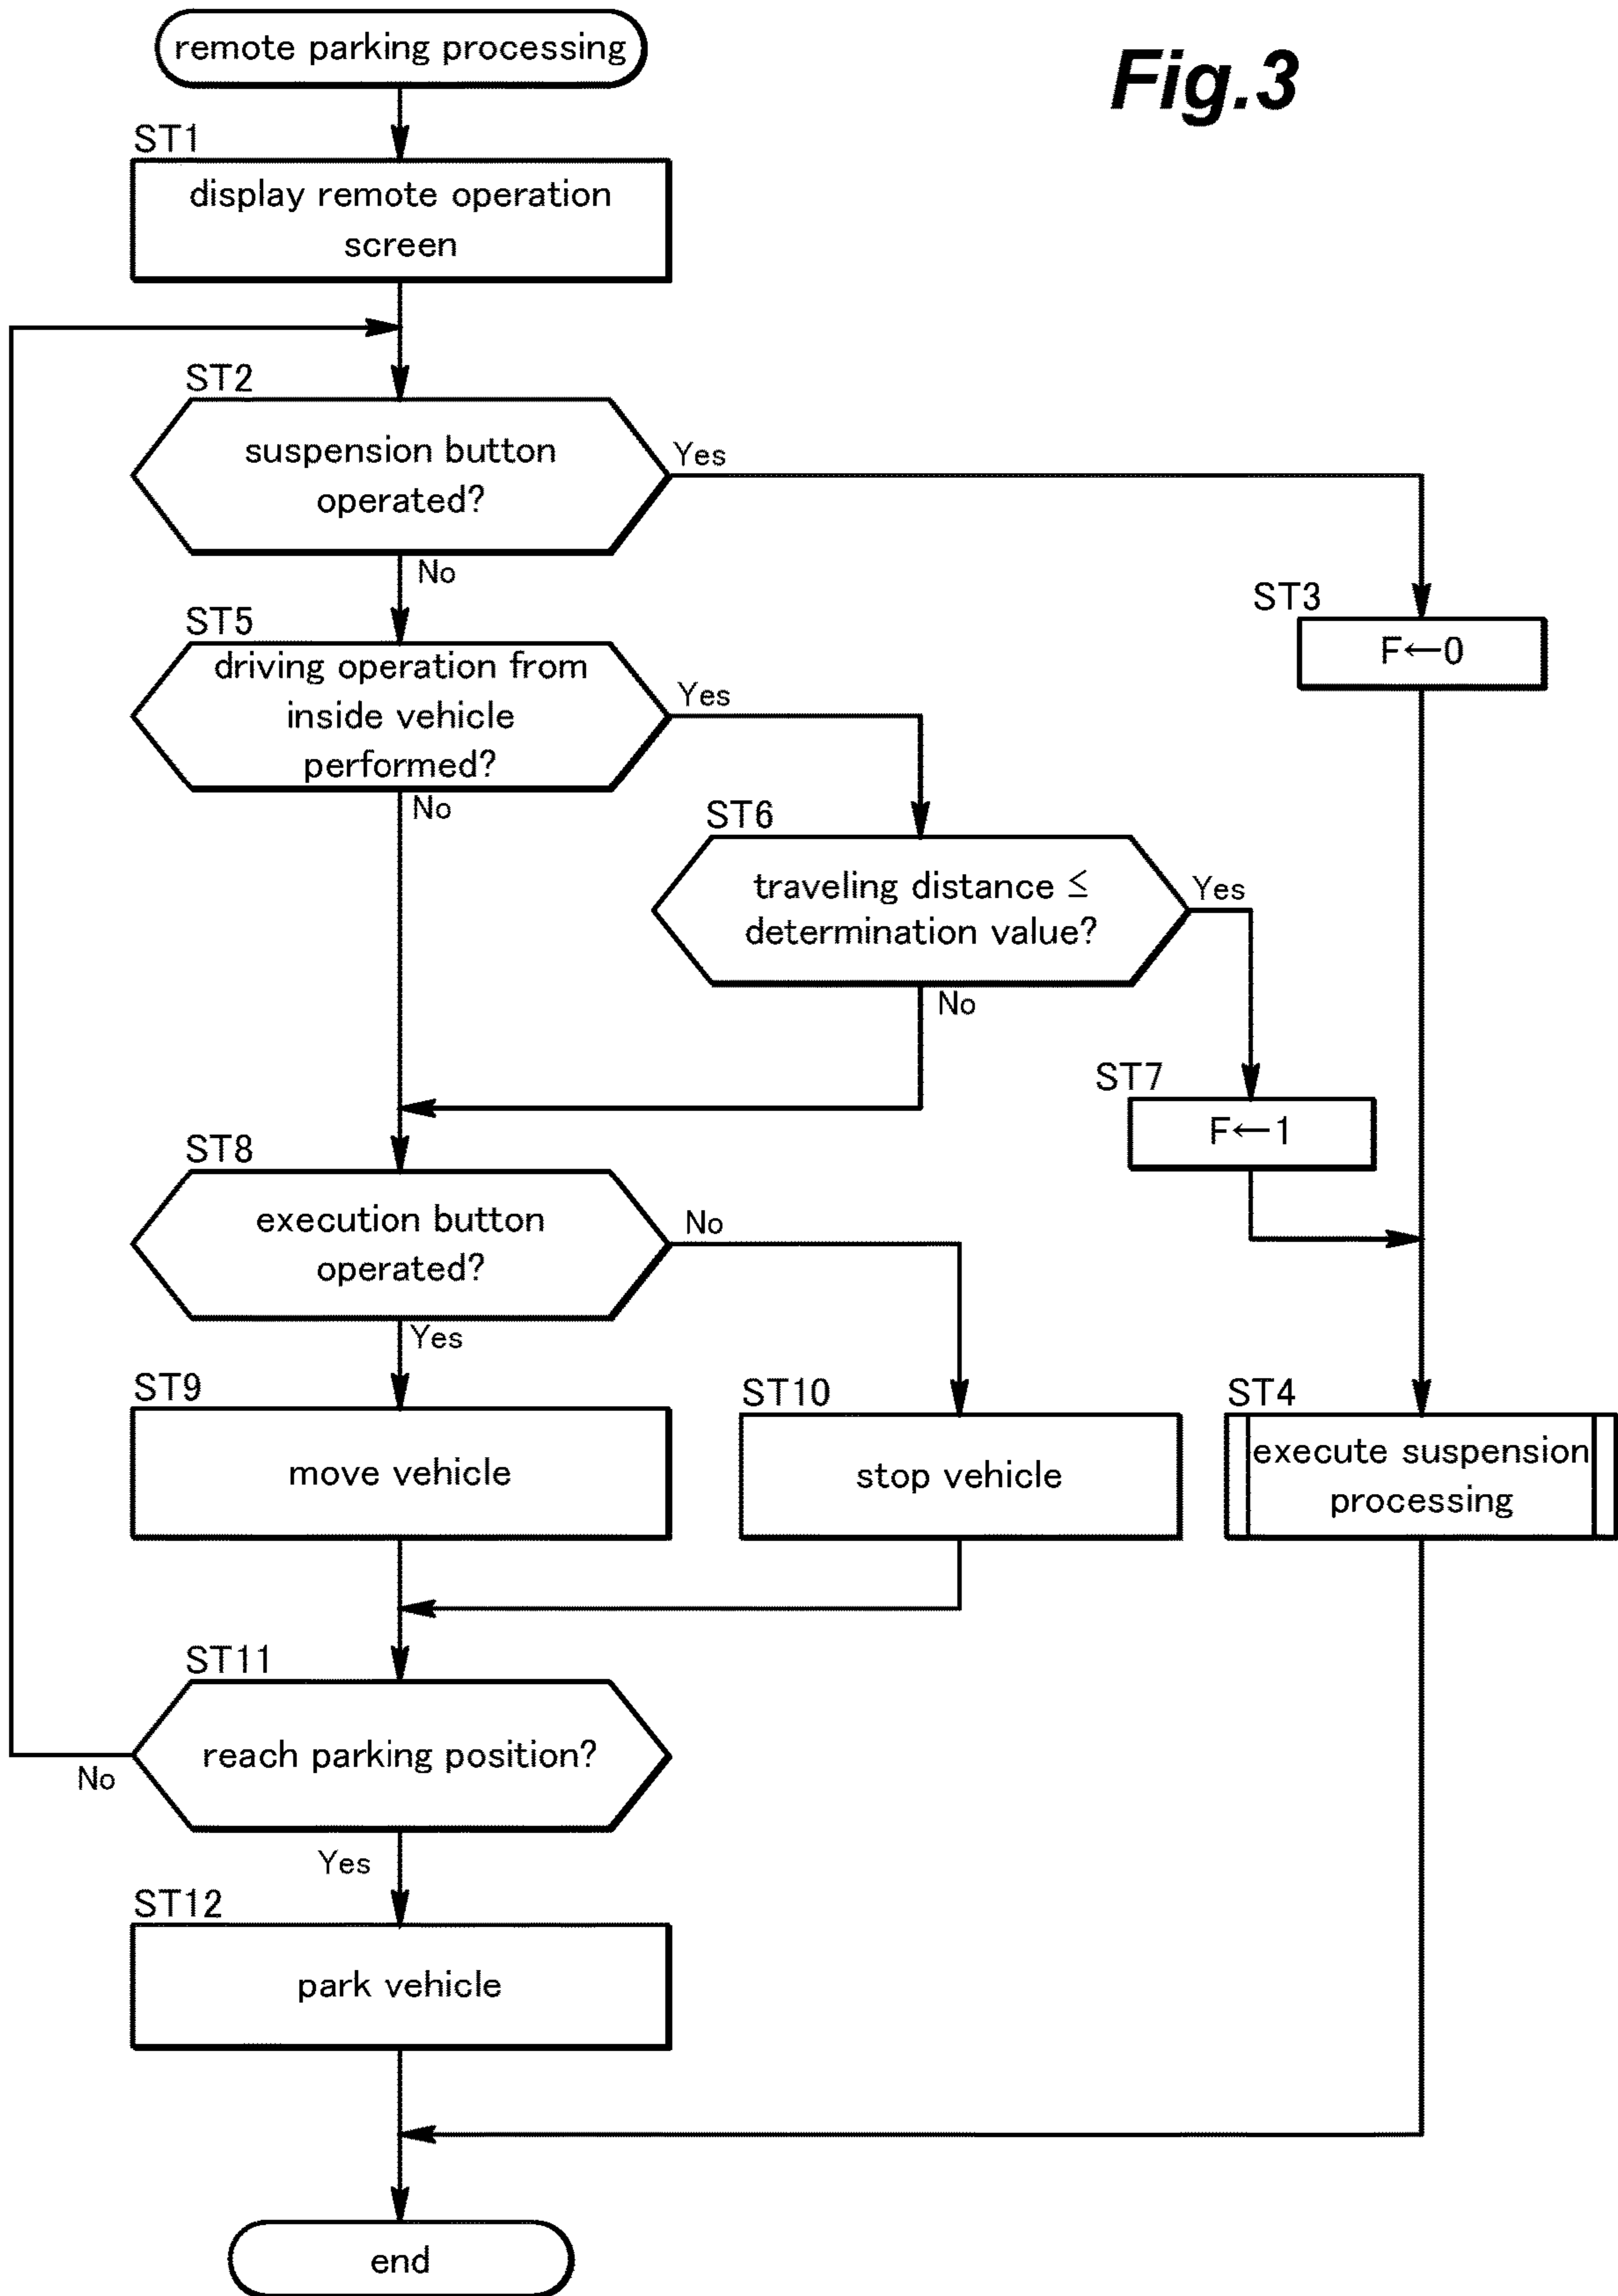 remote parking processing
Fig.3
ST1
display remote operation
screen
ST2
suspension button
operated?
Yes
No
ST3
F←0
ST5
driving operation from
inside vehicle
performed?
Yes
No
ST6
traveling distance ≤
determination value?
Yes
No
ST7
F←1
ST8
execution button
operated?
No
Yes
ST9
move vehicle
ST10
stop vehicle
ST4
execute suspension
processing
ST11
reach parking position?
No
Yes
ST12
park vehicle
end